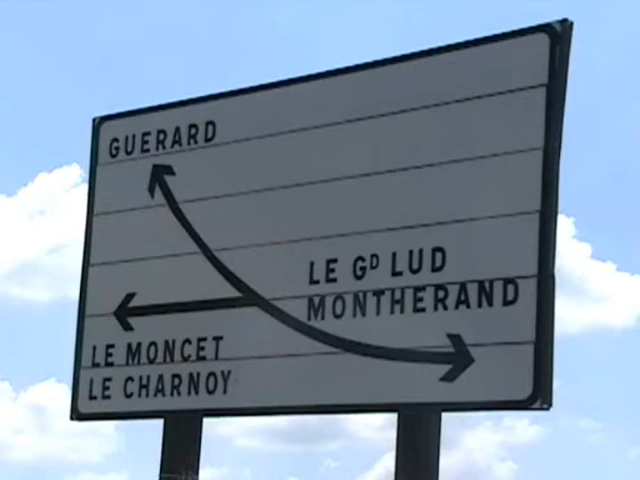 GUERARD
LE Gᴰ LUD
MONTHERAND
LE MONCET
LE CHARNOY